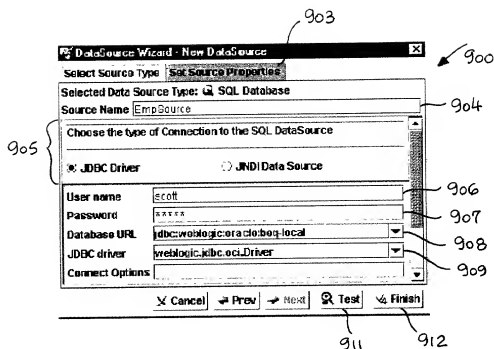 903
DataSource Wizard - New DataSource
900
Select Source Type Set Source Properties
Selected Data Source Type: SQL Database
Source Name EmpSource
904
Choose the type of Connection to the SQL DataSource
905
JDBC Driver JNDI Data Source
User name scott
906
Password *****
907
Database URL jdbc:weblogic:oracle:beq-local
908
JDBC driver weblogic.jdbc.oci.Driver
909
Connect Options
Cancel Prev Next Test Finish
911
912